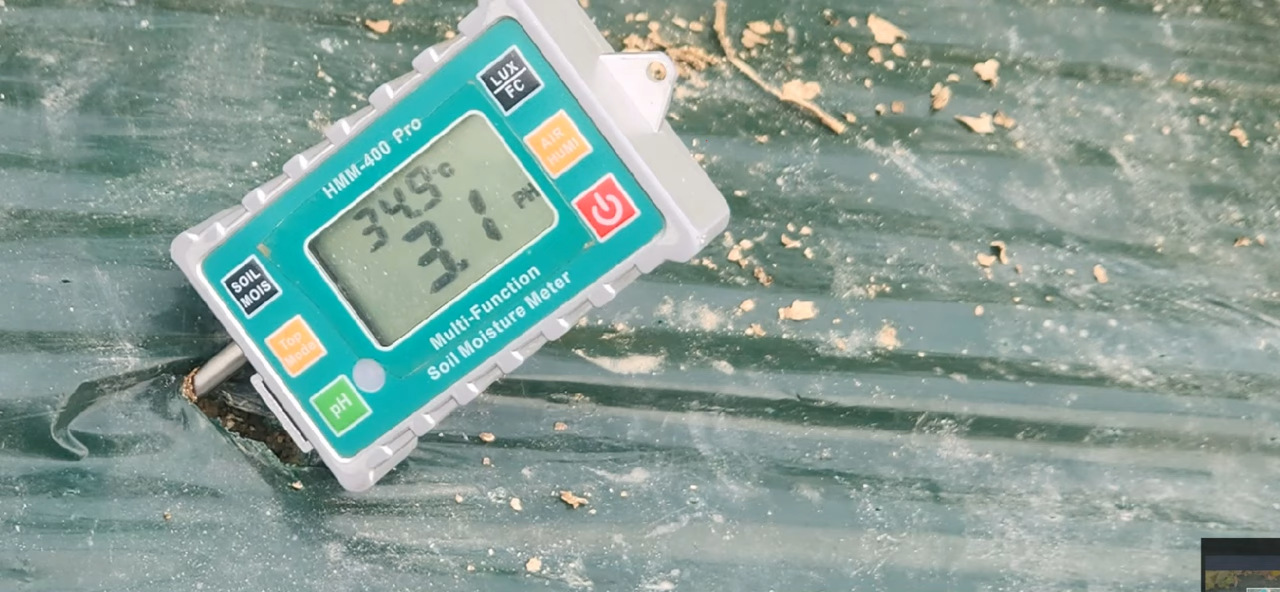 HMM-400 Pro
LUX
FC
AIR
HUMI
34.9°C
3.1 PH
SOIL
MOIS
Top
Mode
pH
Multi-Function
Soil Moisture Meter